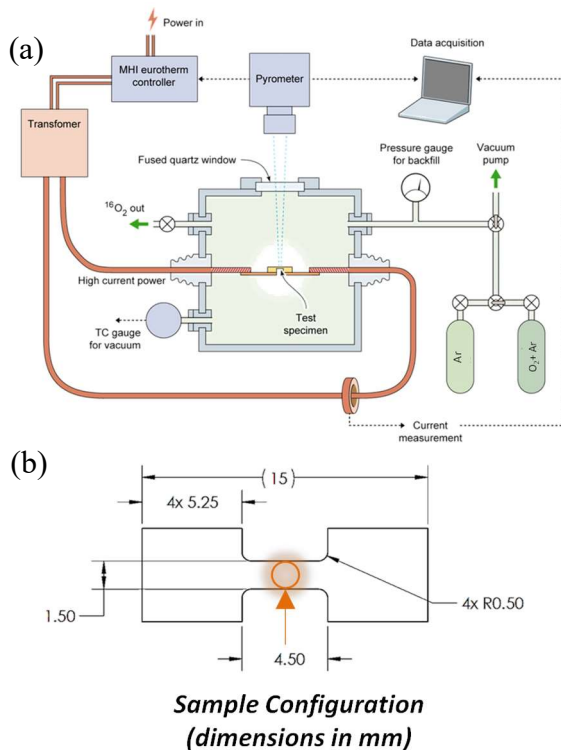 (a)
Power in
MHI eurotherm
controller
Pyrometer
Data acquisition
Transfomer
Fused quartz window
Pressure gauge
for backfill
Vacuum
pump
¹⁶O₂ out
High current power
Test
specimen
TC gauge
for vacuum
Ar
O₂+ Ar
Current
measurement
(b)
(15)
4x 5.25
1.50
4x R0.50
4.50
Sample Configuration
(dimensions in mm)